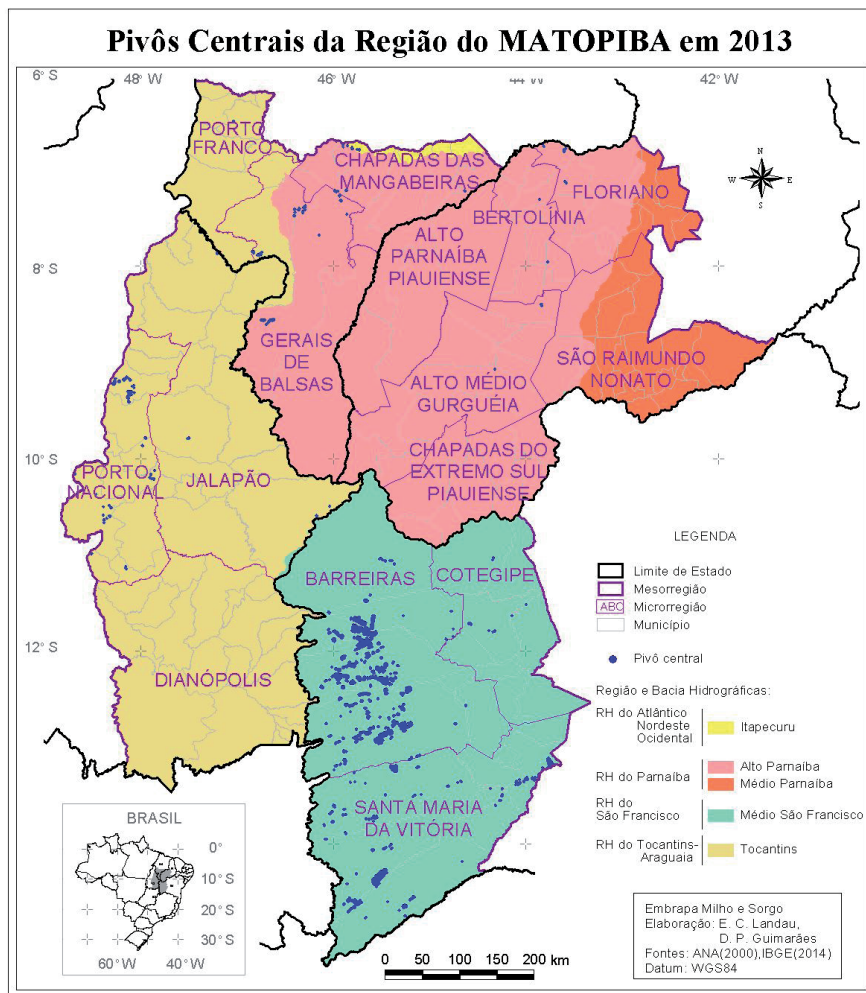 Pivôs Centrais da Região do MATOPIBA em 2013
6° S
48° W
46° W
44° W
42° W
PORTO
FRANCO
CHAPADAS DAS
MANGABEIRAS
FLORIANO
BERTOLÍNIA
ALTO
PARNAÍBA
PIAUIENSE
8° S
GERAIS
DE
BALSAS
SÃO RAIMUNDO
NONATO
ALTO MÉDIO
GURGUÉIA
10° S
PORTO
NACIONAL
JALAPÃO
CHAPADAS DO
EXTREMO SUL
PIAUIENSE
BARREIRAS
COTEGIPE
12° S
DIANÓPOLIS
SANTA MARIA
DA VITÓRIA
N
W
E
S
LEGENDA
Limite de Estado
Mesorregião
ABC Microrregião
Município
Pivô central
Região e Bacia Hidrográficas:
RH do Atlântico
Nordeste
Ocidental
Itapecuru
RH do Parnaíba
Alto Parnaíba
Médio Parnaíba
RH do
São Francisco
Médio São Francisco
RH do Tocantins-
Araguaia
Tocantins
BRASIL
0°
10° S
20° S
30° S
60° W
40° W
0 50 100 150 200 km
Embrapa Milho e Sorgo
Elaboração: E. C. Landau,
D. P. Guimarães
Fontes: ANA(2000),IBGE(2014)
Datum: WGS84